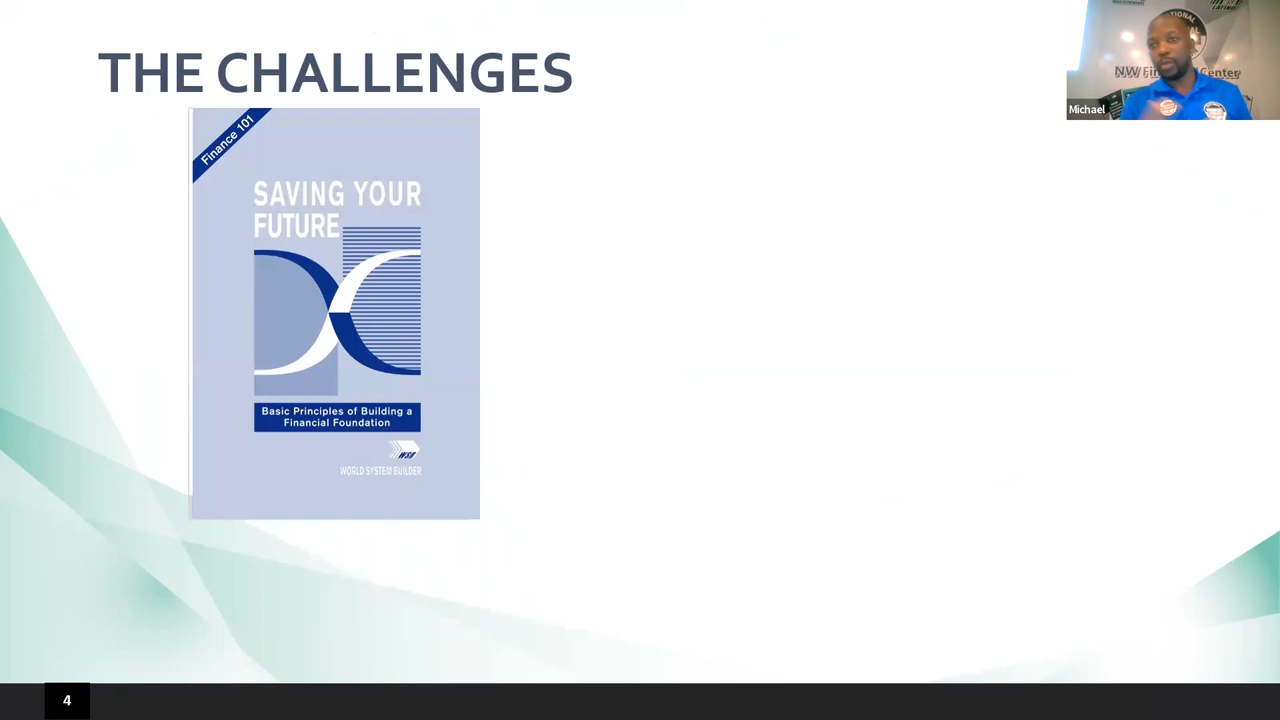 THE CHALLENGES
Finance 101
SAVING YOUR
FUTURE
Basic Principles of Building a
Financial Foundation
WSB
WORLD SYSTEM BUILDER
Michael
4